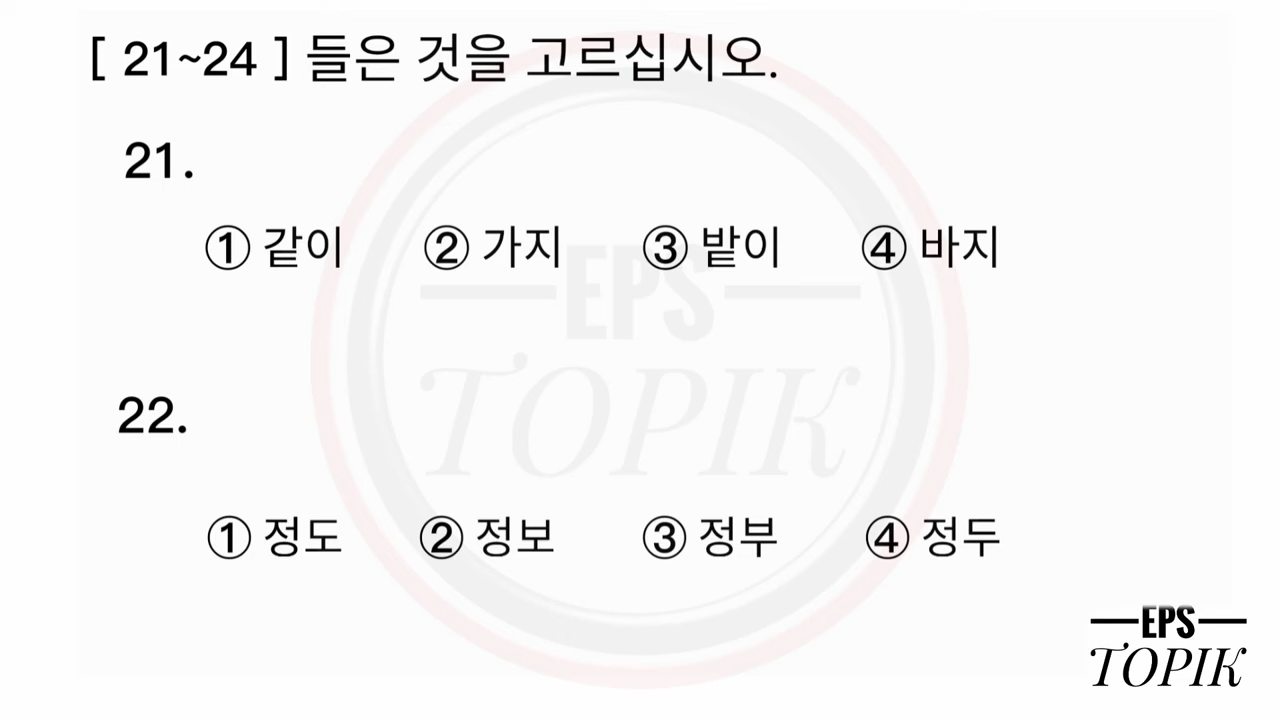 [ 21~24 ] 들은 것을 고르십시오.
21.
① 같이 ② 가지 ③ 밭이 ④ 바지
EPS
TOPIK
22.
① 정도 ② 정보 ③ 정부 ④ 정두
EPS
TOPIK